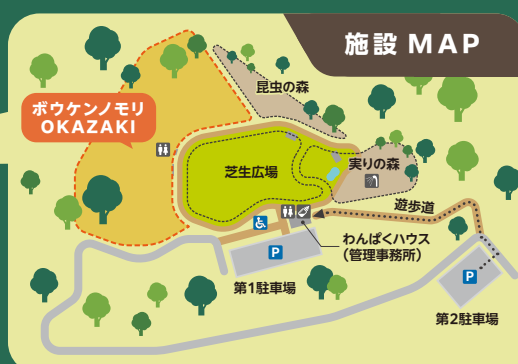 施設 MAP
昆虫の森
ボウケンノモリ
OKAZAKI
芝生広場
実りの森
遊歩道
わんぱくハウス
(管理事務所)
P
第1駐車場
P
第2駐車場